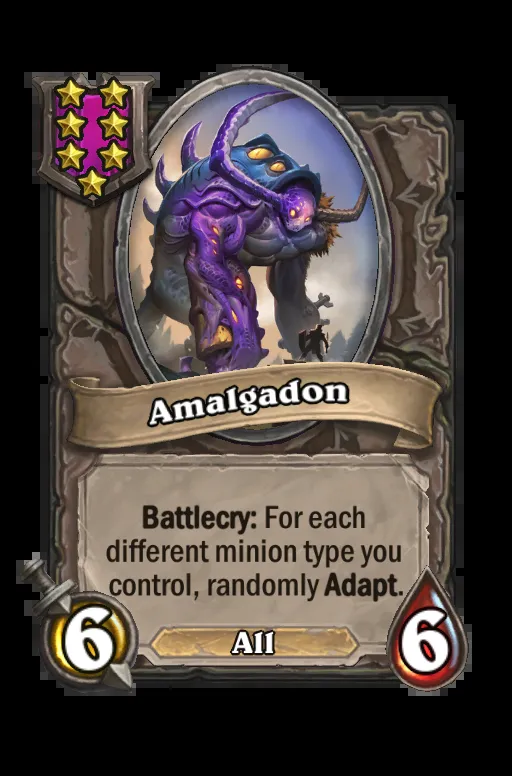 Amalgadon
Battlecry: For each
different minion type you
control, randomly Adapt.
6
All
6